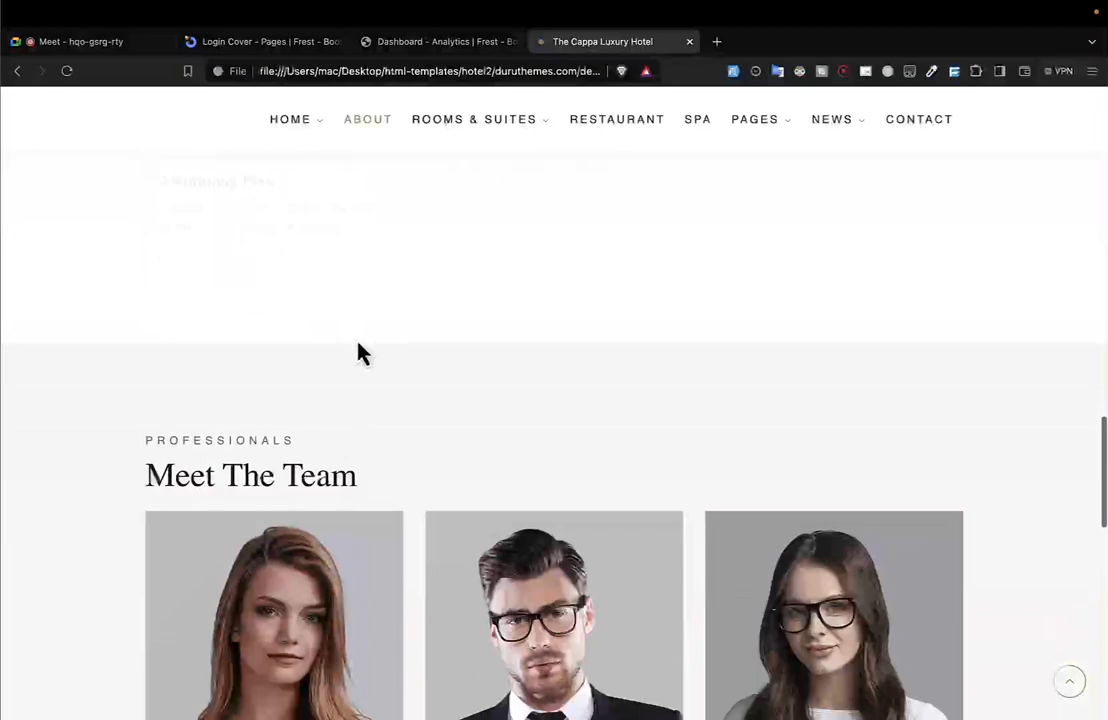 Meet - hqo-gsrg-rty
Login Cover - Pages | Frest - Boo
Dashboard - Analytics | Frest - Bo
The Cappa Luxury Hotel
File
file:///Users/mac/Desktop/html-templates/hotel2/duruthemes.com/de...
VPN
HOME
ABOUT
ROOMS & SUITES
RESTAURANT
SPA
PAGES
NEWS
CONTACT
PROFESSIONALS
Meet The Team